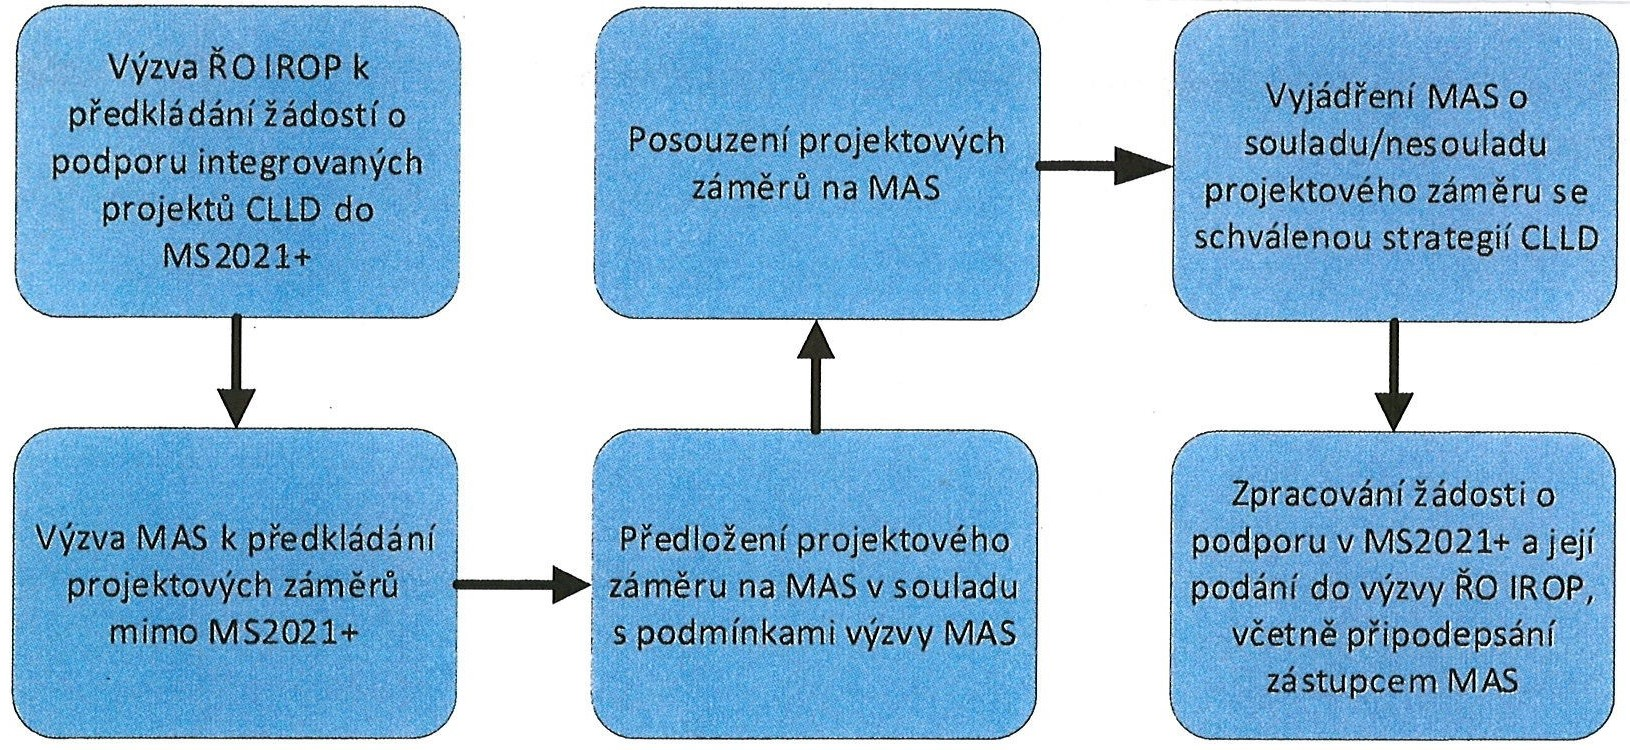 Výzva ŘO IROP k
předkládání žádostí o
podporu integrovaných
projektů CLLD do
MS2021+
Výzva MAS k předkládání
projektových záměrů
mimo MS2021+
Předložení projektového
záměru na MAS v souladu
s podmínkami výzvy MAS
Posouzení projektových
záměrů na MAS
Vyjádření MAS o
souladu/nesouladu
projektového záměru se
schválenou strategií CLLD
Zpracování žádosti o
podporu v MS2021+ a její
podání do výzvy ŘO IROP,
včetně připodepsání
zástupcem MAS